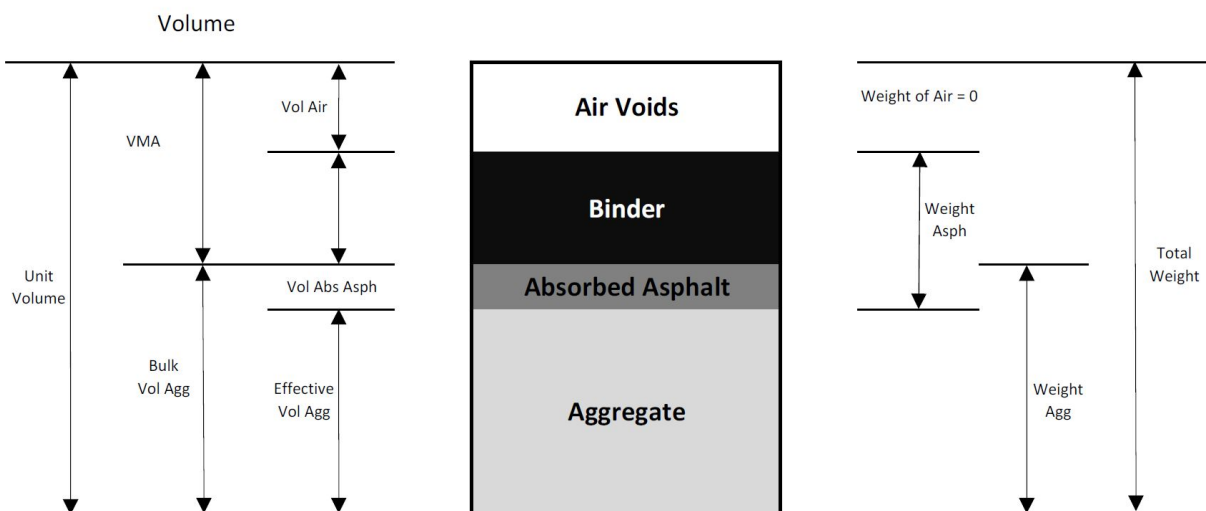 Volume
Vol Air
VMA
Unit
Volume
Vol Abs Asph
Bulk
Vol Agg
Effective
Vol Agg
Air Voids
Binder
Absorbed Asphalt
Aggregate
Weight of Air = 0
Weight
Asph
Total
Weight
Weight
Agg